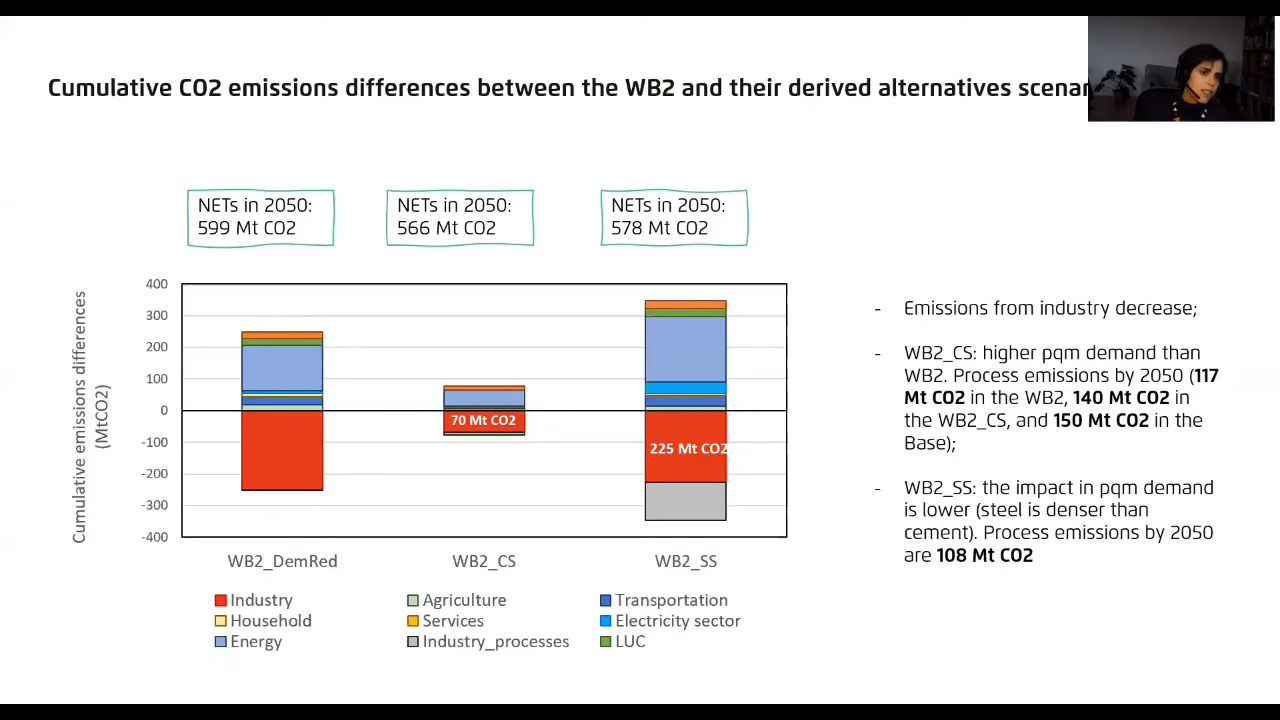 Cumulative CO2 emissions differences between the WB2 and their derived alternatives
NETs in 2050:
599 Mt CO2
NETs in 2050:
566 Mt CO2
NETs in 2050:
578 Mt CO2
Cumulative emissions differences
(MtCO2)
400
300
200
100
0
-100
-200
-300
-400
70 Mt CO2
225 Mt CO2
WB2_DemRed
WB2_CS
WB2_SS
Industry
Agriculture
Transportation
Household
Services
Electricity sector
Energy
Industry_processes
LUC
- Emissions from industry decrease;
- WB2_CS: higher pqm demand than
WB2. Process emissions by 2050 (117
Mt CO2 in the WB2, 140 Mt CO2 in
the WB2_CS, and 150 Mt CO2 in the
Base);
- WB2_SS: the impact in pqm demand
is lower (steel is denser than
cement). Process emissions by 2050
are 108 Mt CO2